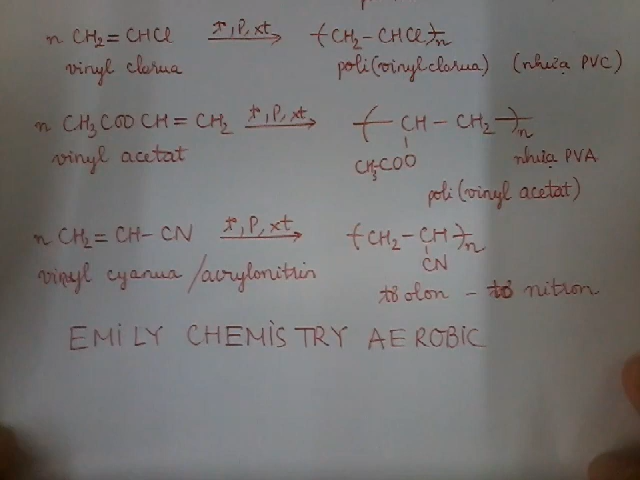 n CH₂=CHCl t°, P, xt → (CH₂-CHCl)n
vinyl clorua poli(vinyl clorua) (nhựa PVC)
n CH₃COO CH=CH₂ t°, P, xt → (CH-CH₂)n
CH₃COO
vinyl acetat nhựa PVA
poli(vinyl acetat)
n CH₂=CH-CN t°, P, xt → (CH₂-CH)n
CN
vinyl cyanua/acrylonitrin
tơ olon - tơ nitron
EMILY CHEMISTRY AEROBIC